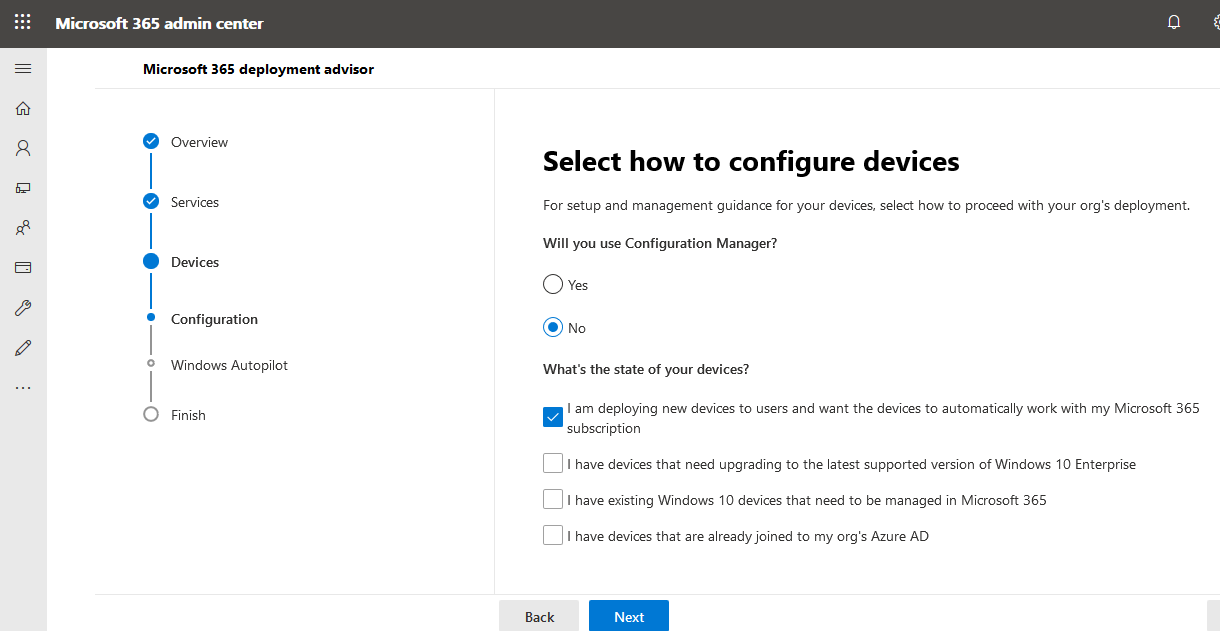 Microsoft 365 admin center
Microsoft 365 deployment advisor
Overview
Services
Devices
Configuration
Windows Autopilot
Finish
Select how to configure devices
For setup and management guidance for your devices, select how to proceed with your org's deployment.
Will you use Configuration Manager?
Yes
No
What's the state of your devices?
I am deploying new devices to users and want the devices to automatically work with my Microsoft 365
subscription
I have devices that need upgrading to the latest supported version of Windows 10 Enterprise
I have existing Windows 10 devices that need to be managed in Microsoft 365
I have devices that are already joined to my org's Azure AD
Back
Next